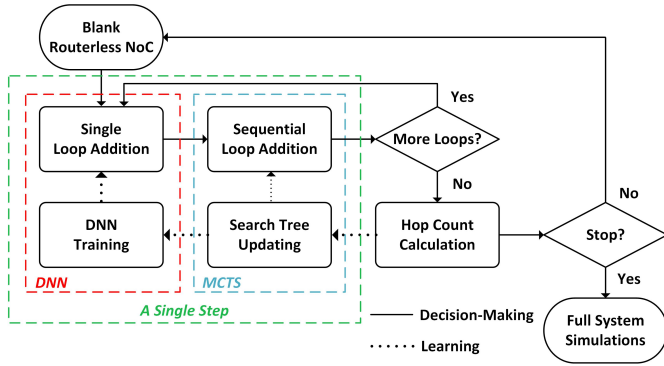 Blank
Routerless NoC
Yes
Single
Loop Addition
Sequential
Loop Addition
More Loops?
No
No
DNN
Training
Search Tree
Updating
Hop Count
Calculation
Stop?
DNN
MCTS
Yes
A Single Step
Decision-Making
Learning
Full System
Simulations